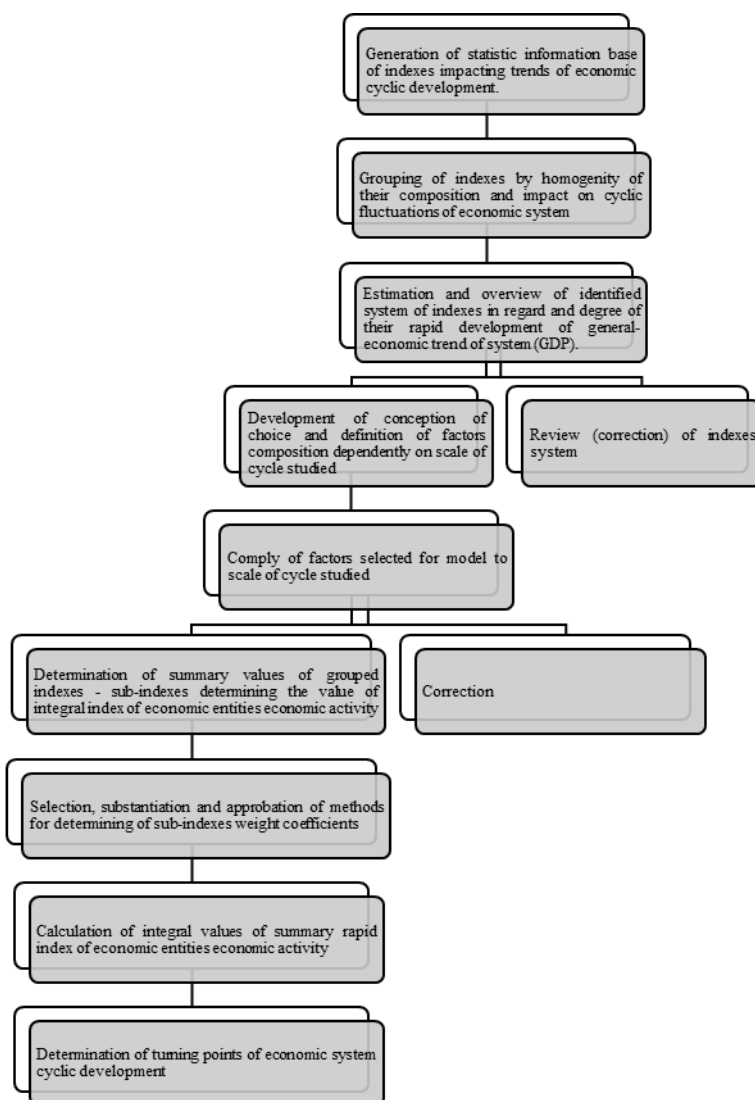 Generation of statistic information base
of indexes impacting trends of economic
cyclic development.
Grouping of indexes by homogenity of
their composition and impact on cyclic
fluctuations of economic system
Estimation and overview of identified
system of indexes in regard and degree of
their rapid development of general-
economic trend of system (GDP).
Development of conception of
choice and definition of factors
composition dependently on scale of
cycle studied
Review (correction) of indexes
system
Comply of factors selected for model to
scale of cycle studied
Determination of summary values of grouped
indexes - sub-indexes determining the value of
integral index of economic entities economic activity
Correction
Selection, substantiation and approbation of methods
for determining of sub-indexes weight coefficients
Calculation of integral values of summary rapid
index of economic entities economic activity
Determination of turning points of economic system
cyclic development